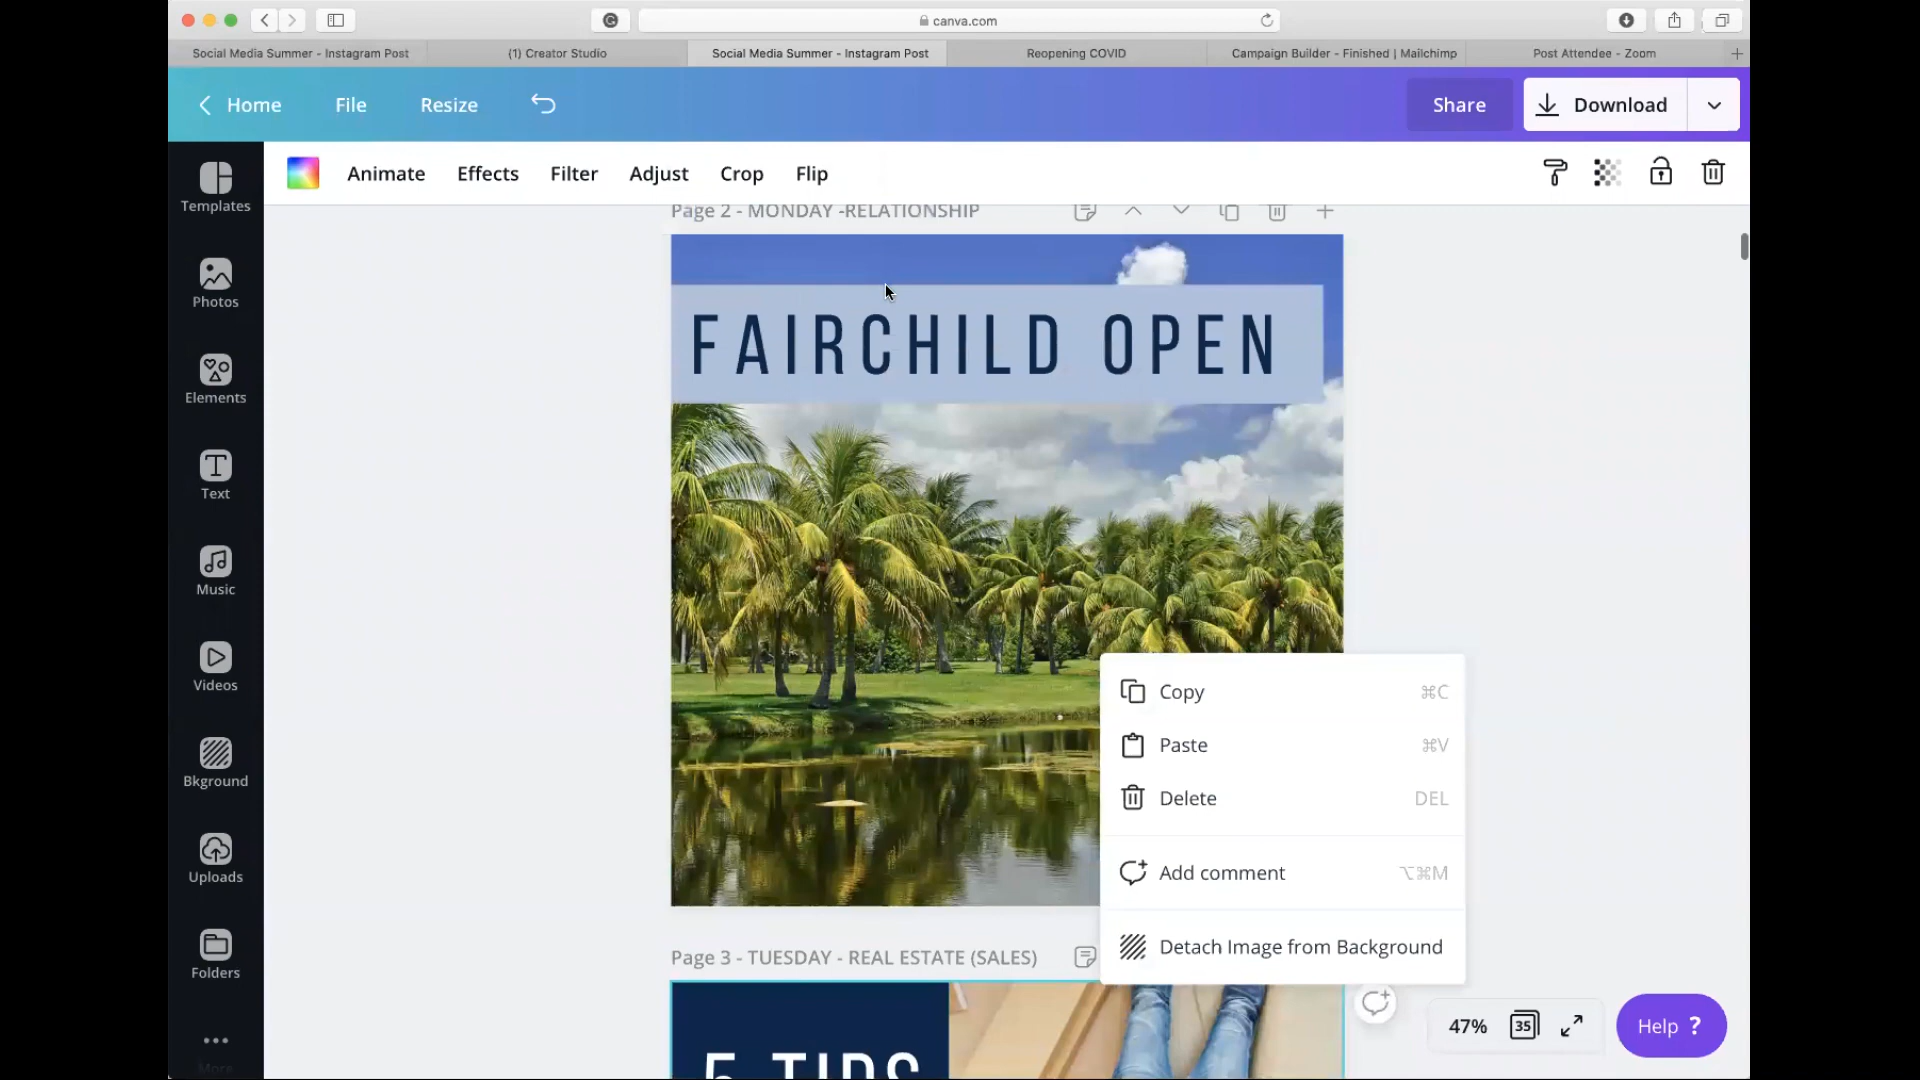 canva.com
Social Media Summer - Instagram Post
(1) Creator Studio
Social Media Summer - Instagram Post
Reopening COVID
Campaign Builder - Finished | Mailchimp
Post Attendee - Zoom
Home
File
Resize
Share
Download
Animate
Effects
Filter
Adjust
Crop
Flip
Templates
Photos
Elements
Text
Music
Videos
Bkground
Uploads
Folders
More
Page 2 - MONDAY -RELATIONSHIP
FAIRCHILD OPEN
Copy ⌘C
Paste ⌘V
Delete DEL
Add comment ⌥⌘M
Detach Image from Background
Page 3 - TUESDAY - REAL ESTATE (SALES)
5 TIPS
47%
35
Help ?